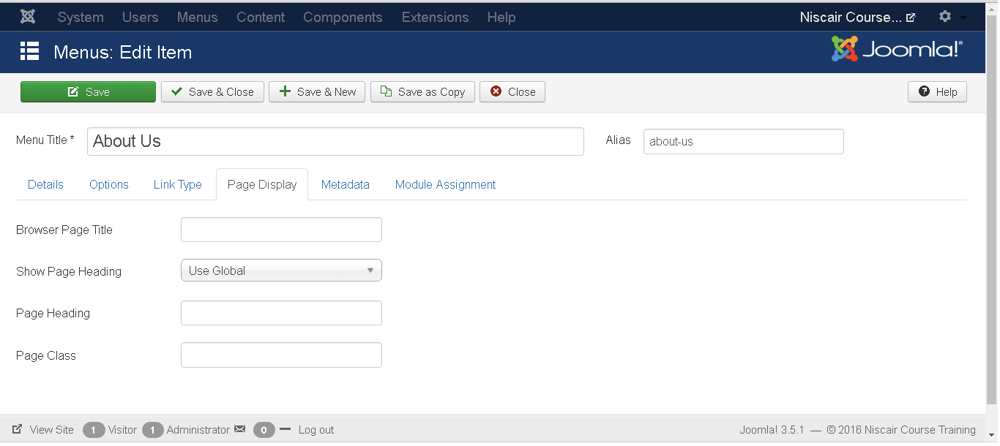 System Users Menus Content Components Extensions Help Niscair Course...
Menus: Edit Item Joomla!®
Save Save & Close Save & New Save as Copy Close Help
Menu Title * About Us Alias about-us
Details Options Link Type Page Display Metadata Module Assignment
Browser Page Title
Show Page Heading Use Global
Page Heading
Page Class
View Site 1 Visitor 1 Administrator 0 Log out Joomla! 3.5.1 — © 2016 Niscair Course Training